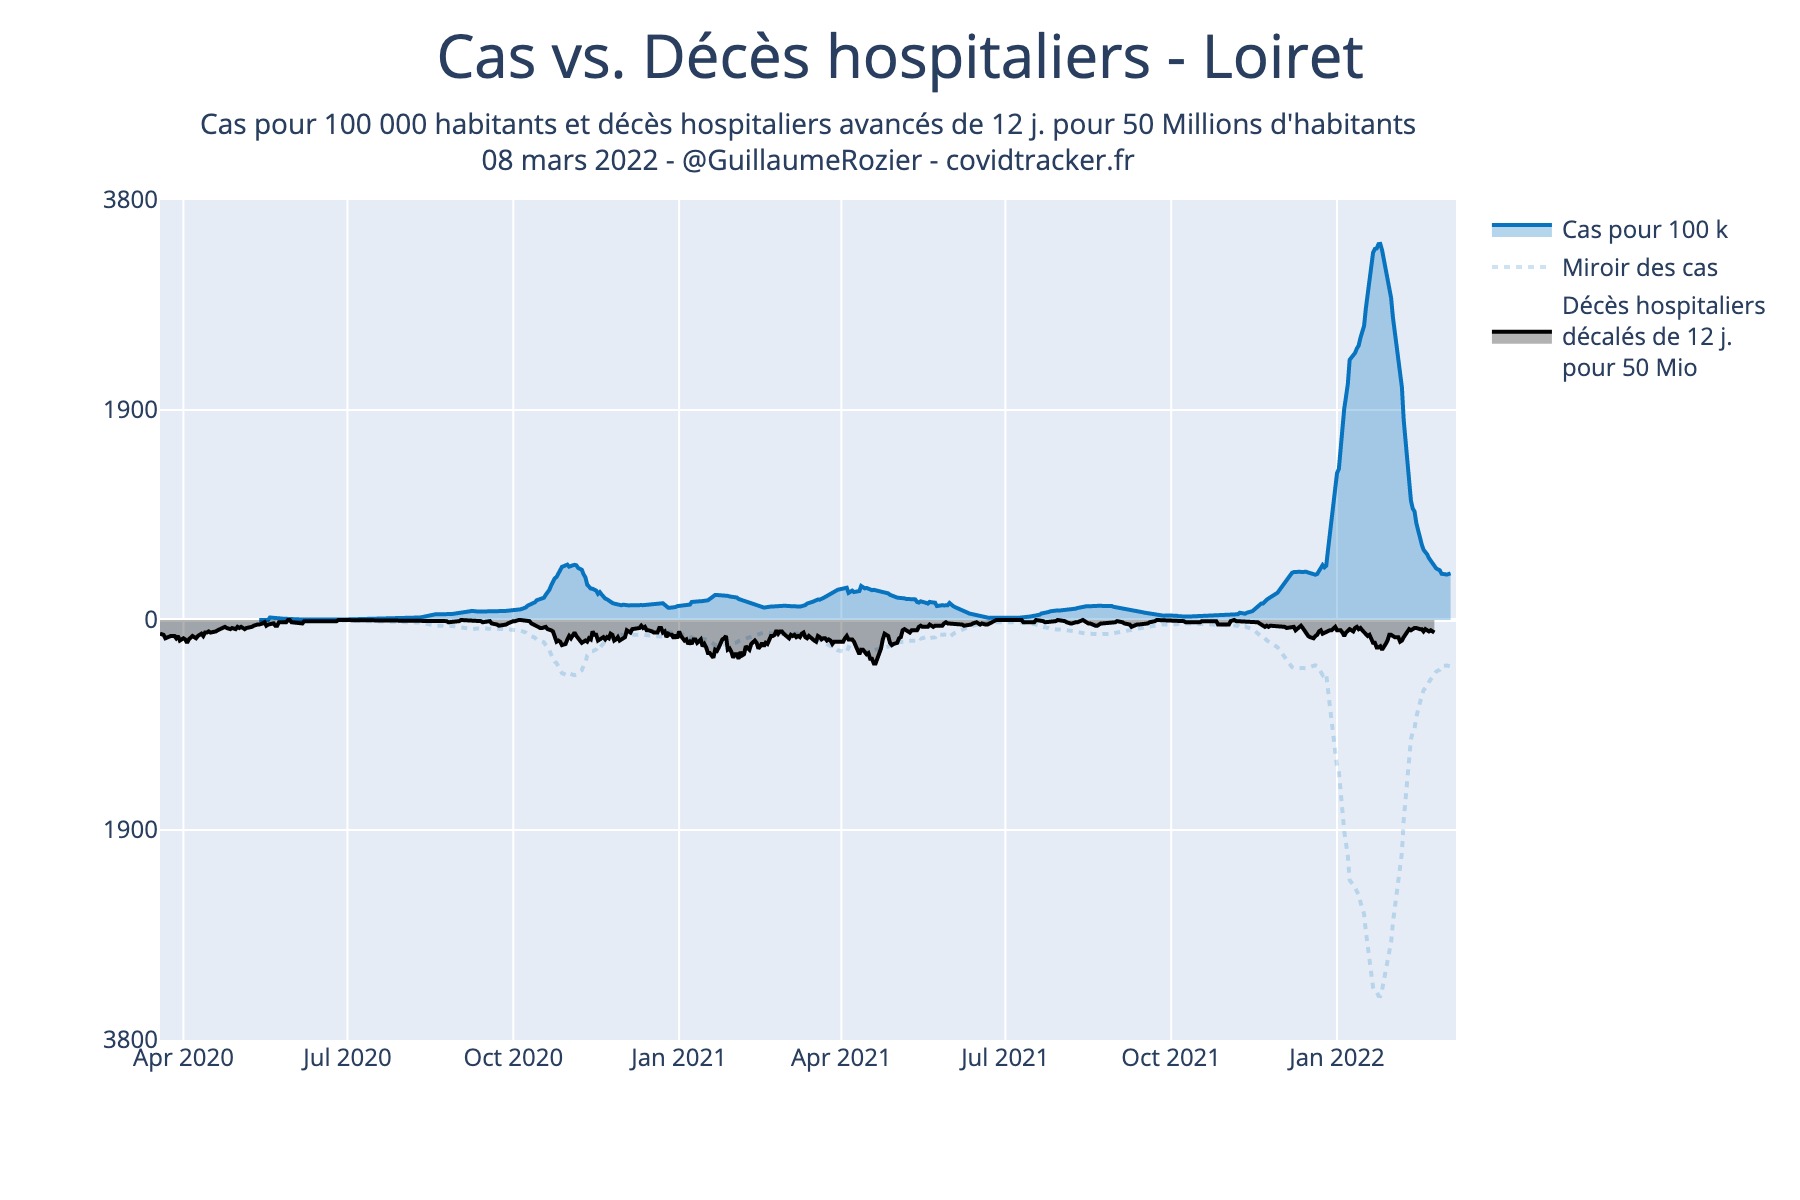 Cas vs. Décès hospitaliers - Loiret
Cas pour 100 000 habitants et décès hospitaliers avancés de 12 j. pour 50 Millions d'habitants
08 mars 2022 - @GuillaumeRozier - covidtracker.fr
3800
1900
0
1900
3800
Apr 2020
Jul 2020
Oct 2020
Jan 2021
Apr 2021
Jul 2021
Oct 2021
Jan 2022
Cas pour 100 k
Miroir des cas
Décès hospitaliers
décalés de 12 j.
pour 50 Mio